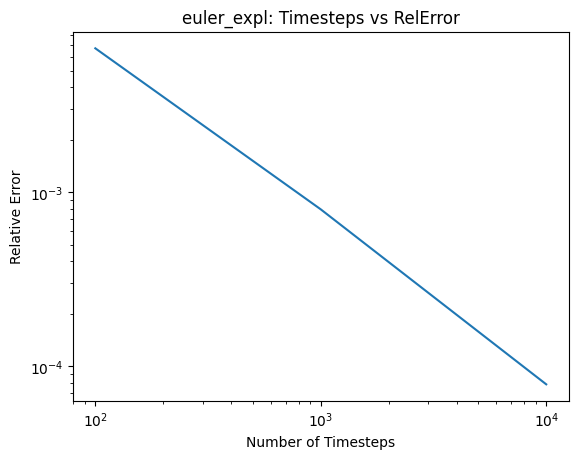 euler_expl: Timesteps vs RelError
Relative Error
10⁻³
10⁻⁴
10² 10³ 10⁴
Number of Timesteps